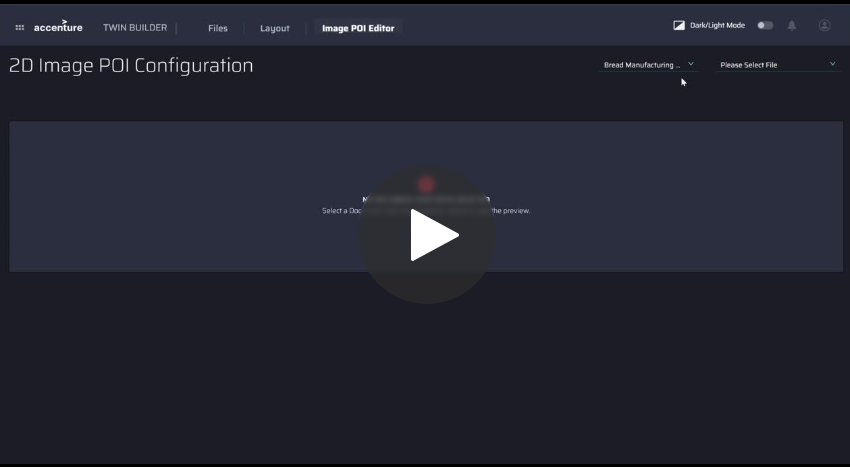 accenture
TWIN BUILDER
Files
Layout
Image POI Editor
Dark/Light Mode
2D Image POI Configuration
Bread Manufacturing ...
Please Select File
Select a
the preview.